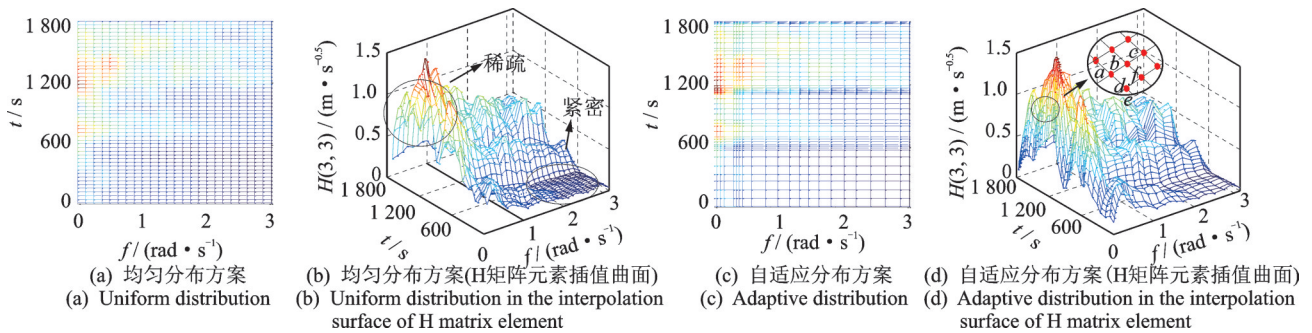 1 800
1 200
600
0
t / s
0 1 2 3
f / (rad·s⁻¹)
(a) 均匀分布方案
(a) Uniform distribution
1.5
1.0
0.5
0
H(3, 3) / (m·s⁻⁰·⁵)
稀疏
紧密
1 800
1 200
600
0
t / s
1
2
3
f / (rad·s⁻¹)
(b) 均匀分布方案(H矩阵元素插值曲面)
(b) Uniform distribution in the interpolation
surface of H matrix element
1 800
1 200
600
0
t / s
0 1 2 3
f / (rad·s⁻¹)
(c) 自适应分布方案
(c) Adaptive distribution
1.5
1.0
0.5
0
H(3, 3) / (m·s⁻⁰·⁵)
a b c
d f
e
1 800
1 200
600
0
t / s
1
2
3
f / (rad·s⁻¹)
(d) 自适应分布方案(H矩阵元素插值曲面)
(d) Adaptive distribution in the interpolation
surface of H matrix element